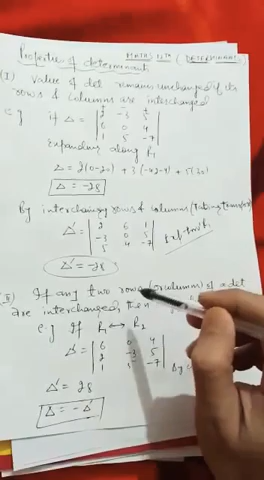 Properties of determinants MATHS 12th (DETERMINANTS)
(I) Value of det remains unchanged if its
rows & columns are interchanged
e.g if Δ = | 2 -3 5 |
| 6 0 4 |
| 1 5 -7 |
Expanding along R1
Δ = 2(0-20) +3(-42-4) +5(30)
Δ = -28
By interchanging rows & columns (taking transpose)
Δ' = | 2 6 1 |
| -3 0 5 |
| 5 4 -7 |
Δ' = -28
(II) If any two rows (or columns) of a det
are interchanged, then
e.g If R1 ↔ R2
Δ' = | 6 0 4 |
| 2 -3 5 |
| 1 5 -7 |
Δ' = 28
Δ = -Δ'